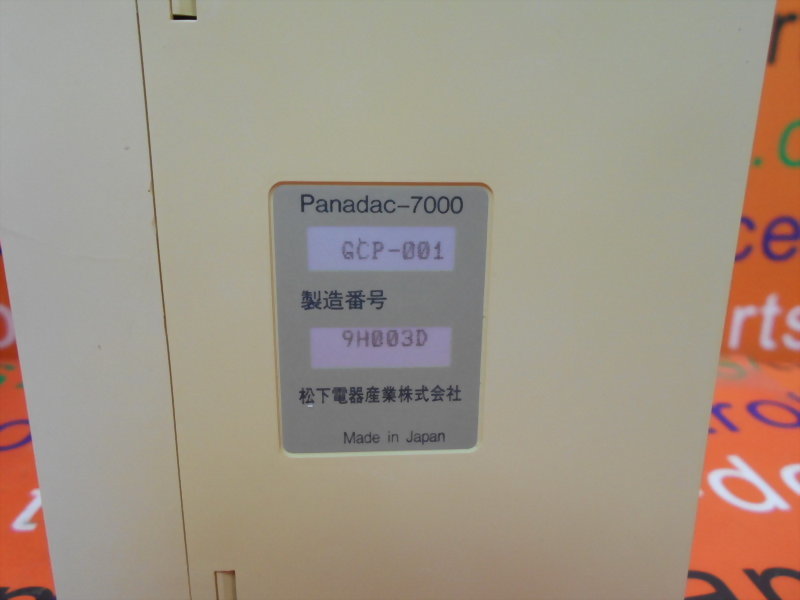 Panadac-7000
GCP-001
製造番号
9H003D
松下電器産業株式会社
Made in Japan